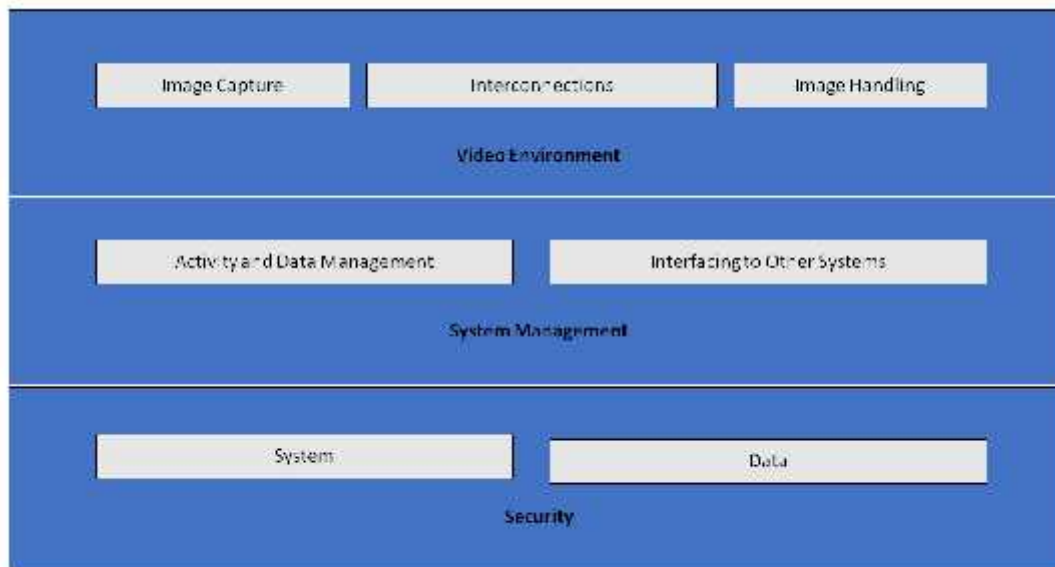 Image Capture
Interconnections
Image Handling
Video Environment
Activity and Data Management
Interfacing to Other Systems
System Management
System
Data
Security